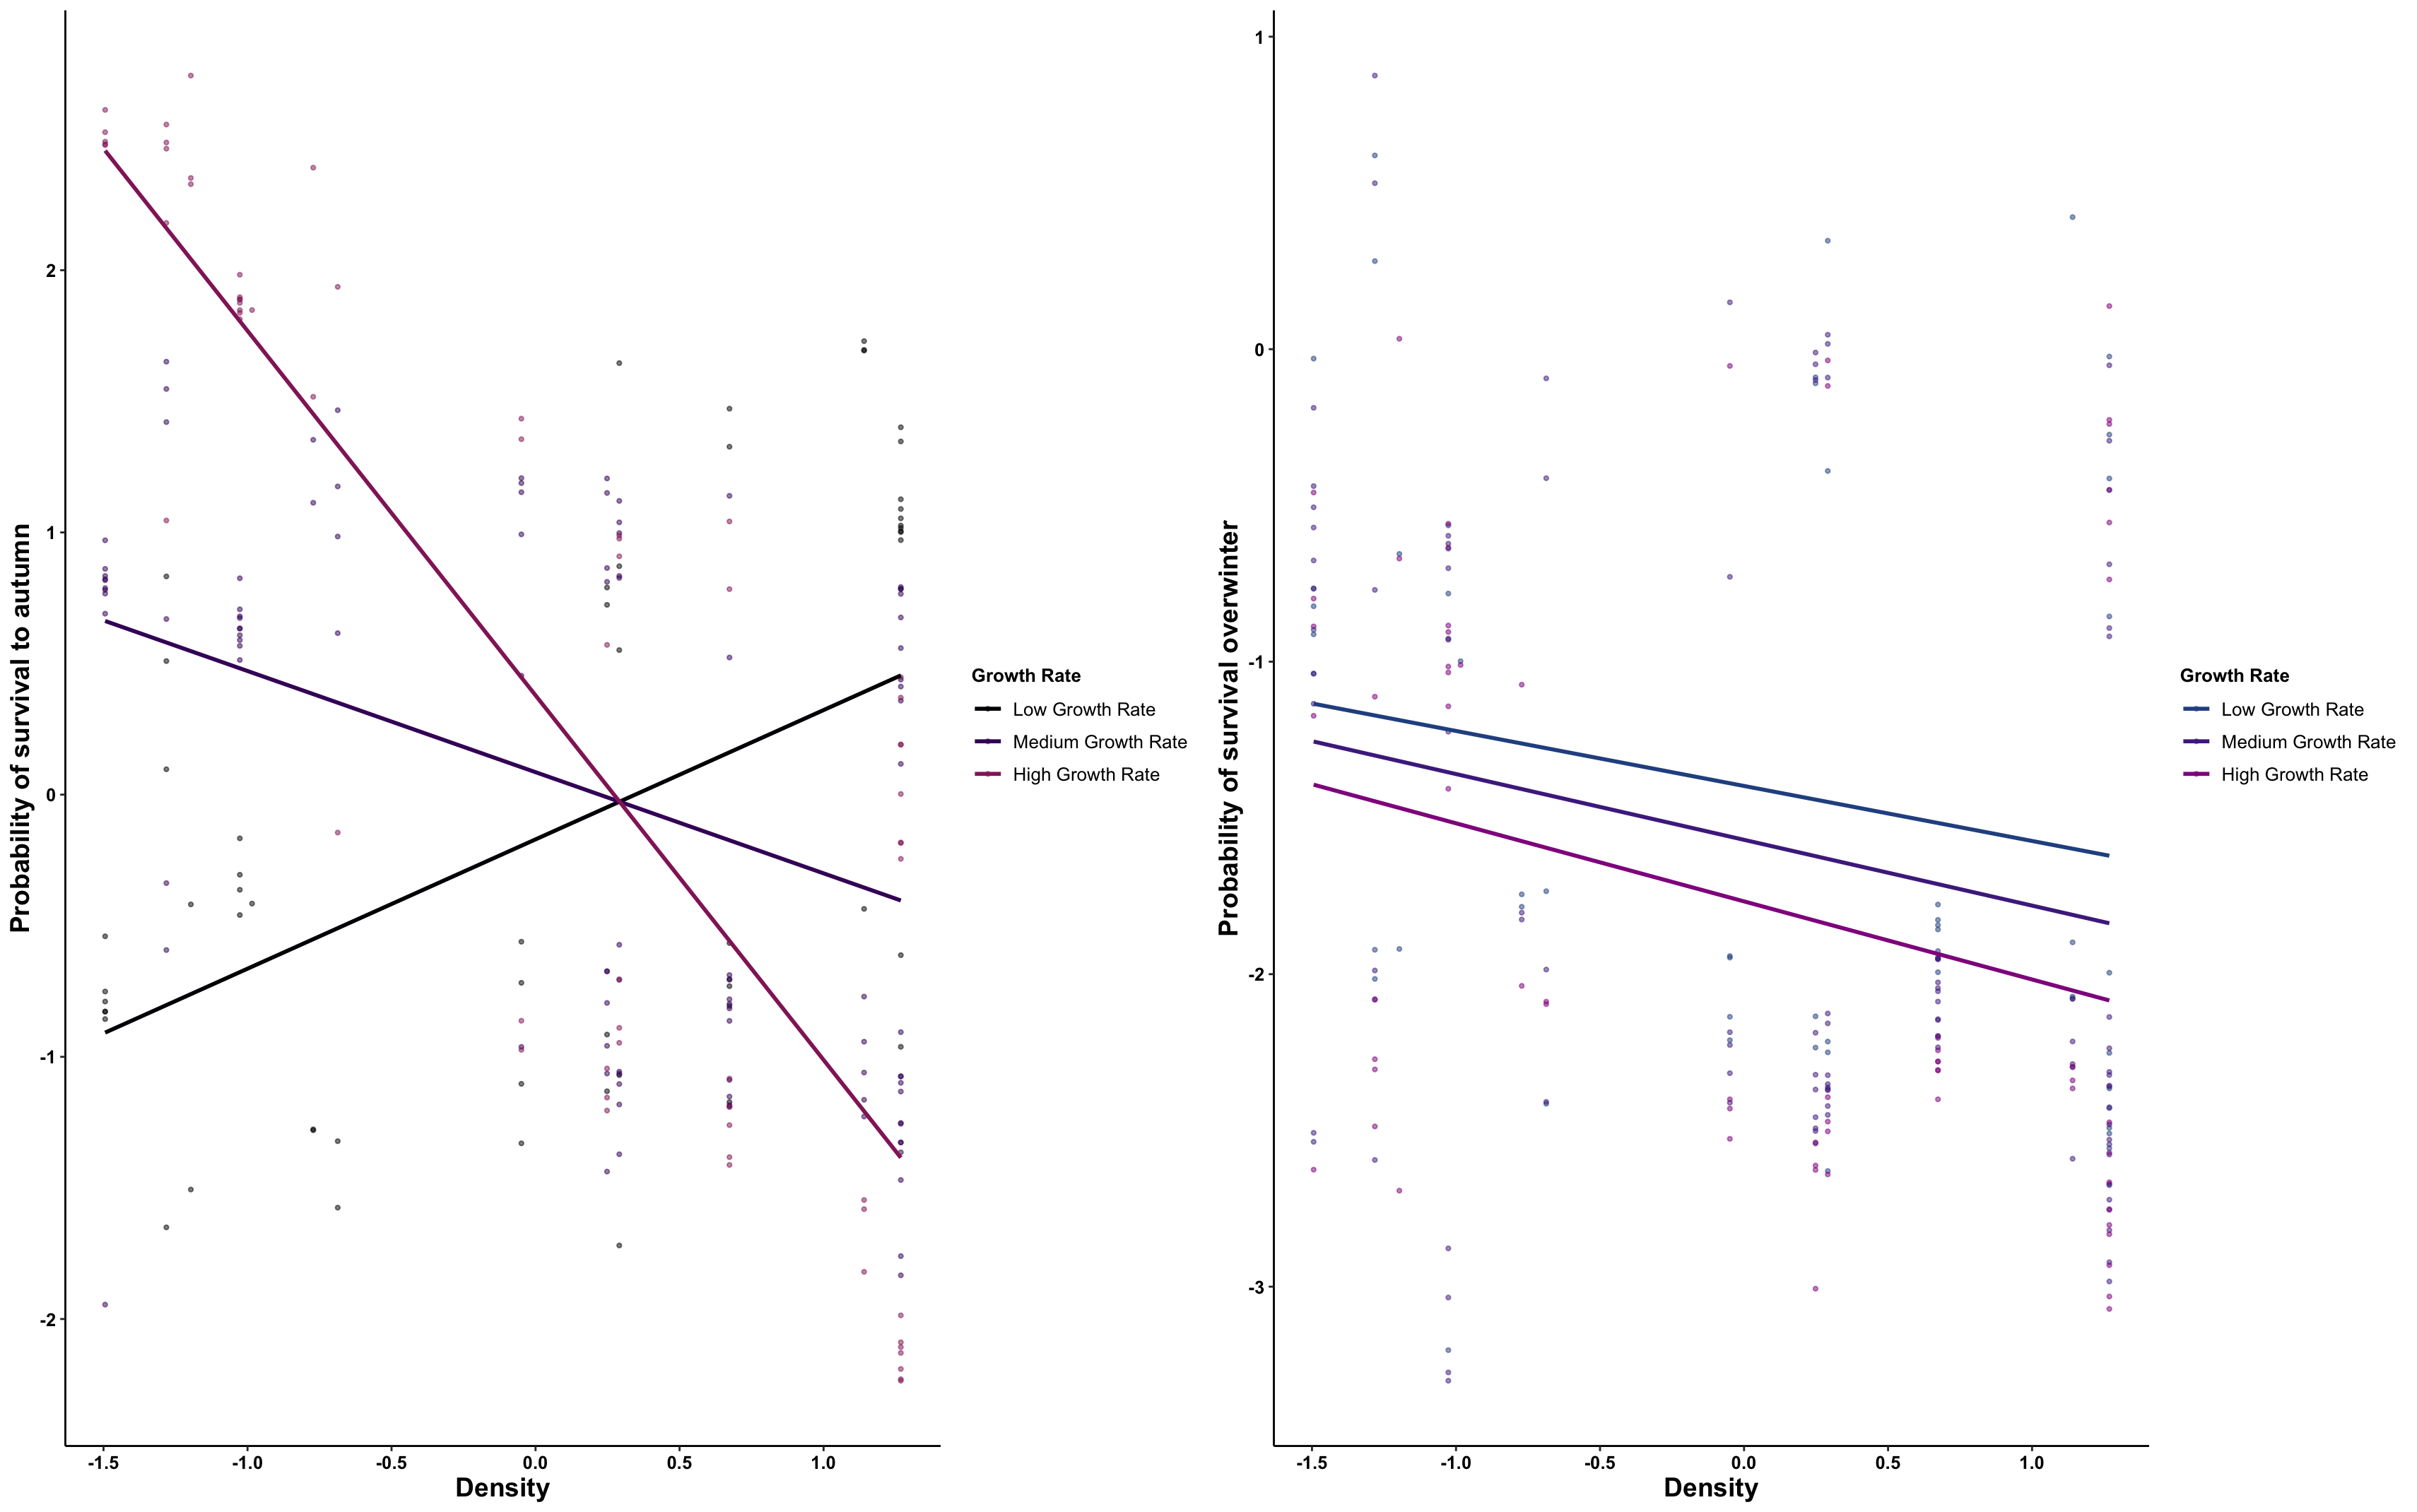 Probability of survival to autumn
2
1
0
-1
-2
-1.5 -1.0 -0.5 0.0 0.5 1.0
Density
Growth Rate
Low Growth Rate
Medium Growth Rate
High Growth Rate
Probability of survival overwinter
1
0
-1
-2
-3
-1.5 -1.0 -0.5 0.0 0.5 1.0
Density
Growth Rate
Low Growth Rate
Medium Growth Rate
High Growth Rate